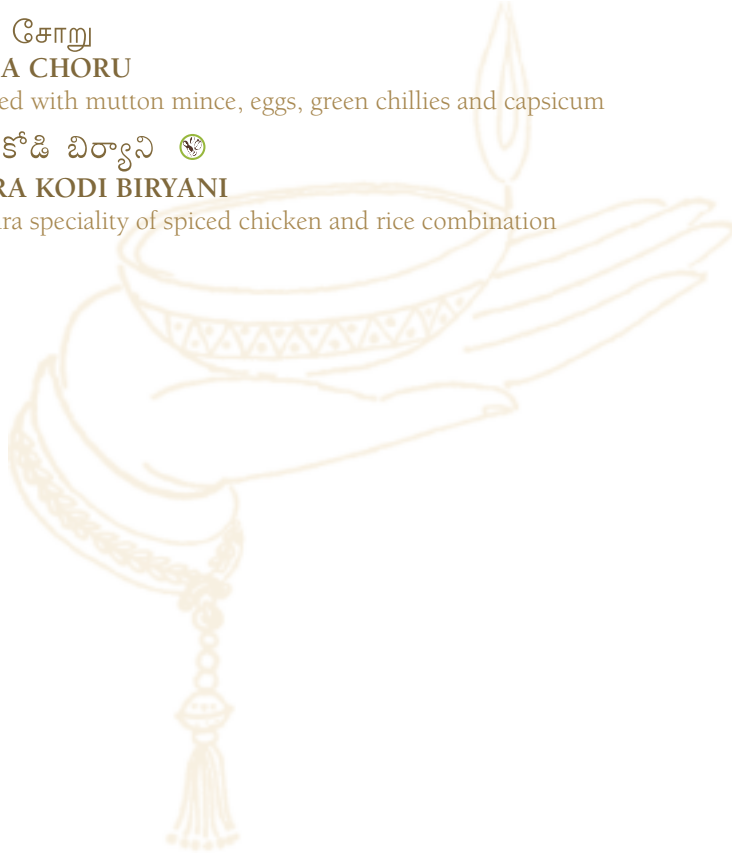 சோறு
A CHORU
ed with mutton mince, eggs, green chillies and capsicum
కోడి బిర్యాని
RA KODI BIRYANI
ra speciality of spiced chicken and rice combination